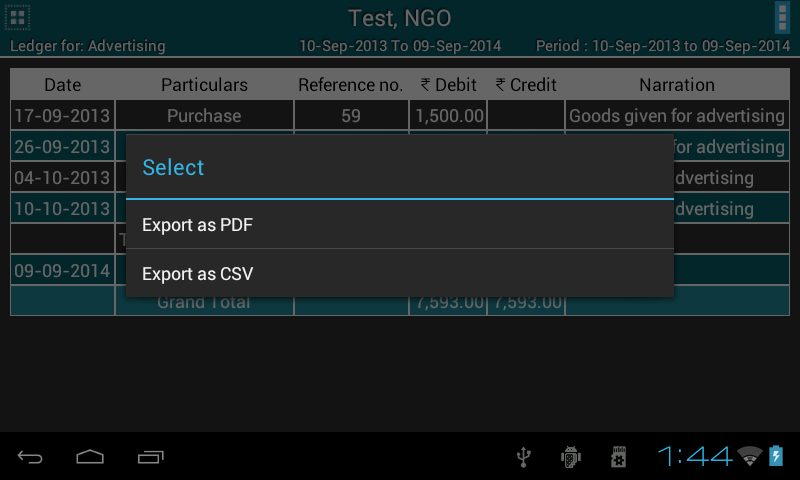 Test, NGO
Ledger for: Advertising 10-Sep-2013 To 09-Sep-2014 Period : 10-Sep-2013 to 09-Sep-2014
Date Particulars Reference no. ₹ Debit ₹ Credit Narration
17-09-2013 Purchase 59 1,500.00 Goods given for advertising
26-09-2013 for advertising
04-10-2013 dvertising
10-10-2013 dvertising
Select
Export as PDF
09-09-2014
Export as CSV
Grand Total 7,593.00 7,593.00
1:44